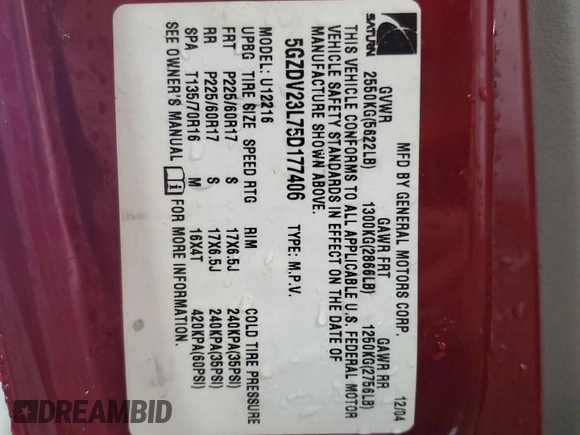 SATURN
MFD BY GENERAL MOTORS CORP. 12/04
GVWR GAWR FRT GAWR RR
2550KG(5622LB) 1300KG(2866LB) 1250KG(2756LB)
THIS VEHICLE CONFORMS TO ALL APPLICABLE U.S. FEDERAL MOTOR
VEHICLE SAFETY STANDARDS IN EFFECT ON THE DATE OF
MANUFACTURE SHOWN ABOVE.
5GZDV23L75D177406 TYPE: M.P.V.
MODEL: U12216
UPBG TIRE SIZE SPEED RTG RIM COLD TIRE PRESSURE
FRT P225/60R17 S 17X6.5J 240KPA(35PSI)
RR P225/60R17 S 17X6.5J 240KPA(35PSI)
SPA T135/70R16 M 16X4T 420KPA(60PSI)
SEE OWNER'S MANUAL FOR MORE INFORMATION.
DREAMBID